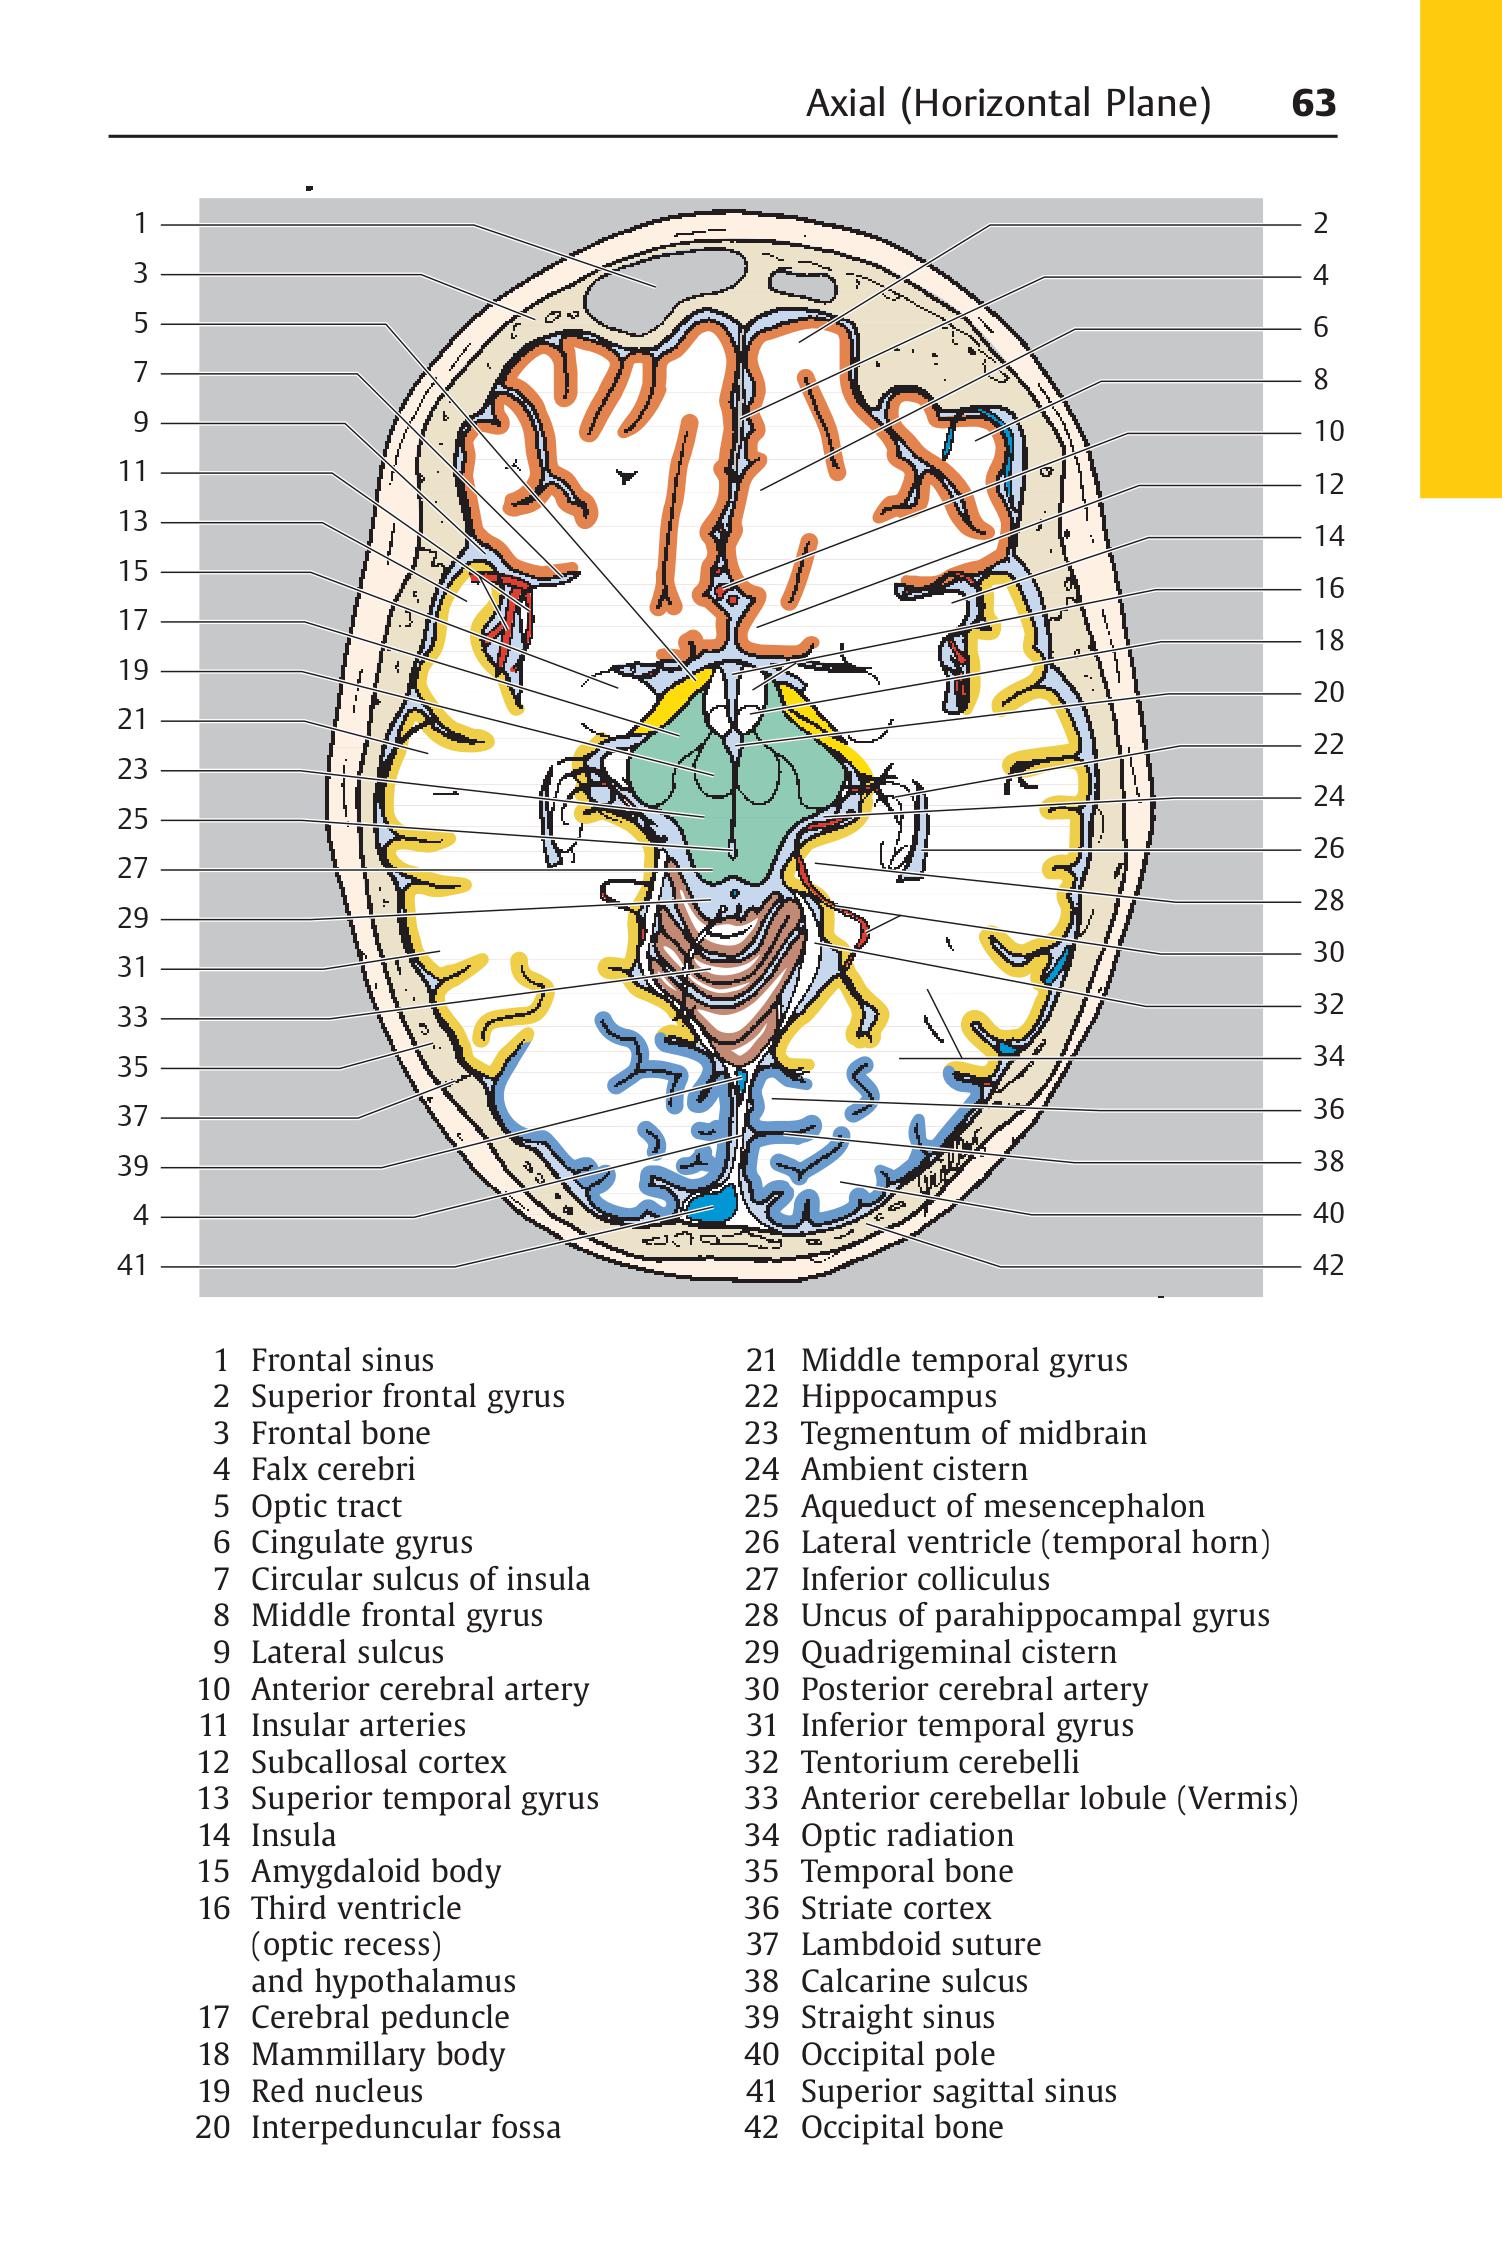 Axial (Horizontal Plane) 63
1 2
3 4
5 6
7 8
9 10
11 12
13 14
15 16
17 18
19 20
21 22
23 24
25 26
27 28
29 30
31 32
33 34
35 36
37 38
39 40
4 42
41
1 Frontal sinus
2 Superior frontal gyrus
3 Frontal bone
4 Falx cerebri
5 Optic tract
6 Cingulate gyrus
7 Circular sulcus of insula
8 Middle frontal gyrus
9 Lateral sulcus
10 Anterior cerebral artery
11 Insular arteries
12 Subcallosal cortex
13 Superior temporal gyrus
14 Insula
15 Amygdaloid body
16 Third ventricle
(optic recess)
and hypothalamus
17 Cerebral peduncle
18 Mammillary body
19 Red nucleus
20 Interpeduncular fossa
21 Middle temporal gyrus
22 Hippocampus
23 Tegmentum of midbrain
24 Ambient cistern
25 Aqueduct of mesencephalon
26 Lateral ventricle (temporal horn)
27 Inferior colliculus
28 Uncus of parahippocampal gyrus
29 Quadrigeminal cistern
30 Posterior cerebral artery
31 Inferior temporal gyrus
32 Tentorium cerebelli
33 Anterior cerebellar lobule (Vermis)
34 Optic radiation
35 Temporal bone
36 Striate cortex
37 Lambdoid suture
38 Calcarine sulcus
39 Straight sinus
40 Occipital pole
41 Superior sagittal sinus
42 Occipital bone